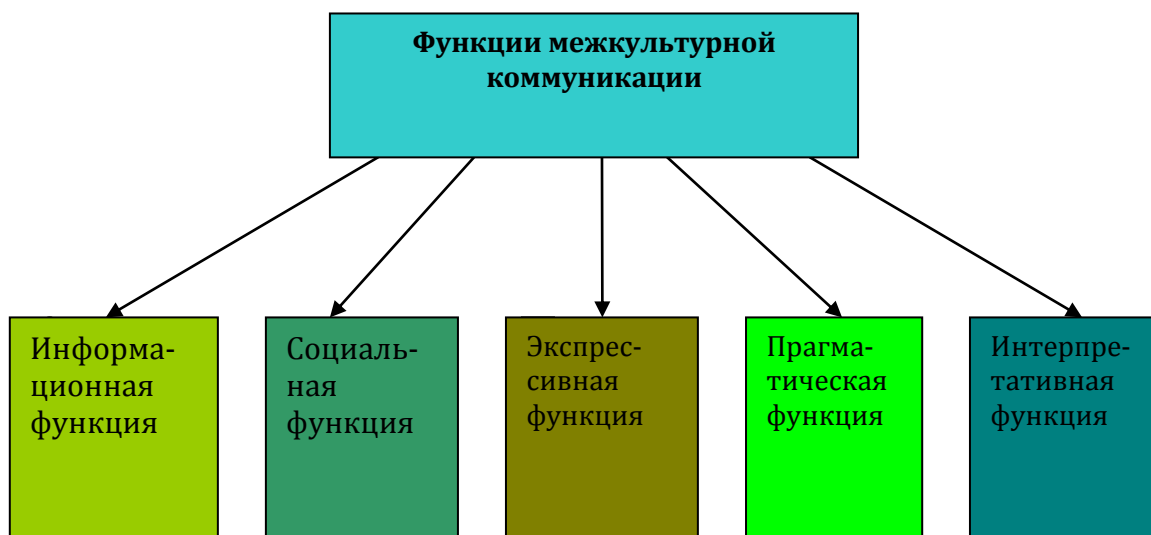 Функции межкультурной
коммуникации
Информа-
ционная
функция
Социаль-
ная
функция
Экспрес-
сивная
функция
Прагма-
тическая
функция
Интерпре-
тативная
функция